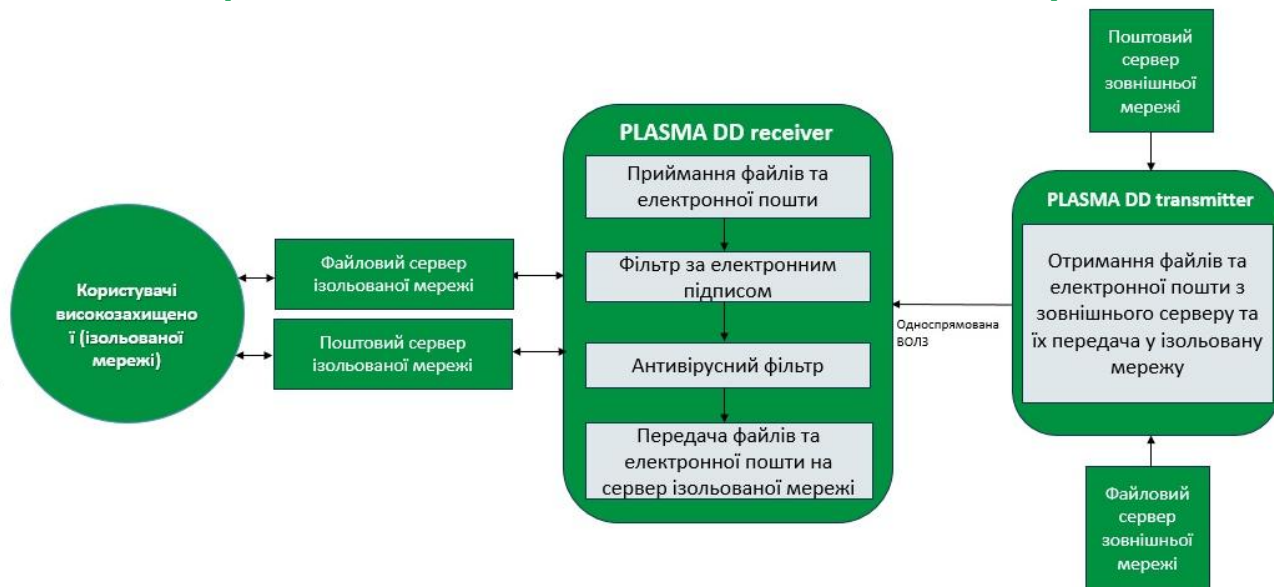 Користувачі
високозахищено
ї (ізольованої
мережі)
Файловий сервер
ізольованої мережі
Поштовий сервер
ізольованої мережі
PLASMA DD receiver
Приймання файлів та
електронної пошти
Фільтр за електронним
підписом
Антивірусний фільтр
Передача файлів та
електронної пошти на
сервер ізольованої мережі
Односпрямована
ВОЛЗ
Поштовий
сервер
зовнішньої
мережі
PLASMA DD transmitter
Отримання файлів та
електронної пошти з
зовнішнього серверу та
їх передача у ізольовану
мережу
Файловий
сервер
зовнішньої
мережі